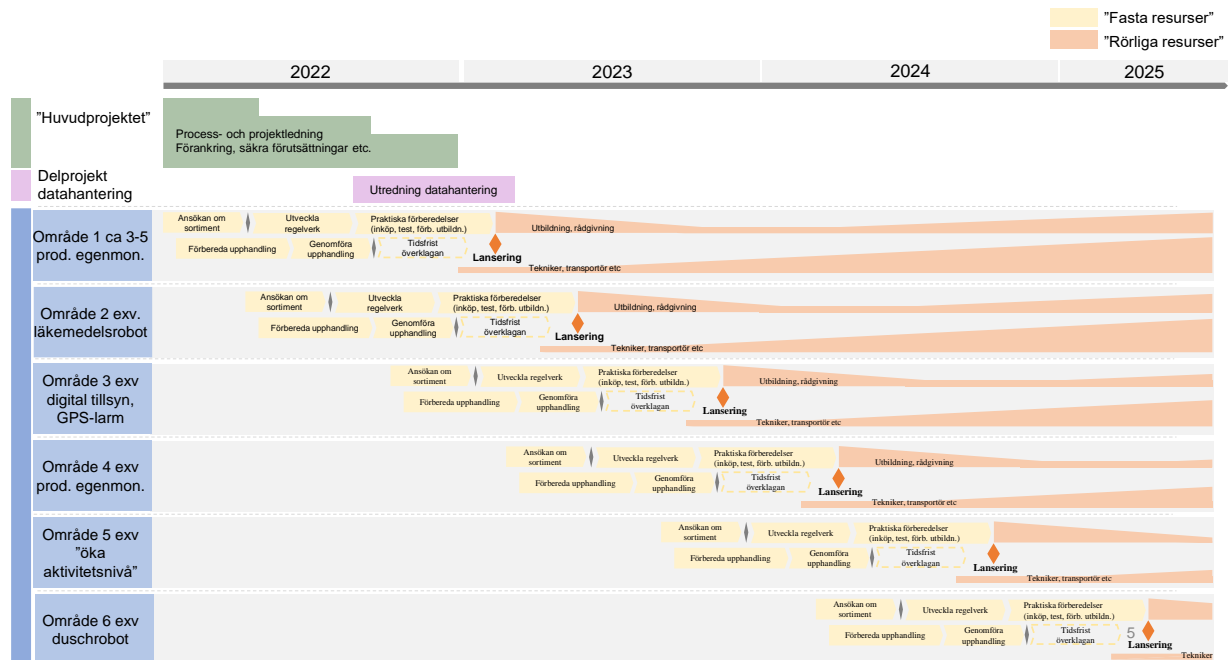 ”Fasta resurser”
”Rörliga resurser”
2022
2023
2024
2025
”Huvudprojektet”
Process- och projektledning
Förankring, säkra förutsättningar etc.
Delprojekt
datahantering
Utredning datahantering
Område 1 ca 3-5
prod. egenmon.
Ansökan om
sortiment
Utveckla
regelverk
Praktiska förberedelser
(inköp, test, förb. utbildn.)
Utbildning, rådgivning
Förbereda upphandling
Genomföra
upphandling
Tidsfrist
överklagan
Lansering
Tekniker, transportör etc
Område 2 exv.
läkemedelsrobot
Ansökan om
sortiment
Utveckla
regelverk
Praktiska förberedelser
(inköp, test, förb. utbildn.)
Utbildning, rådgivning
Förbereda upphandling
Genomföra
upphandling
Tidsfrist
överklagan
Lansering
Tekniker, transportör etc
Område 3 exv
digital tillsyn,
GPS-larm
Ansökan om
sortiment
Utveckla regelverk
Praktiska förberedelser
(inköp, test, förb. utbildn.)
Utbildning, rådgivning
Förbereda upphandling
Genomföra
upphandling
Tidsfrist
överklagan
Lansering
Tekniker, transportör etc
Område 4 exv
prod. egenmon.
Ansökan om
sortiment
Utveckla regelverk
Praktiska förberedelser
(inköp, test, förb. utbildn.)
Utbildning, rådgivning
Förbereda upphandling
Genomföra
upphandling
Tidsfrist
överklagan
Lansering
Tekniker, transportör etc
Område 5 exv
”öka
aktivitetsnivå”
Ansökan om
sortiment
Utveckla regelverk
Praktiska förberedelser
(inköp, test, förb. utbildn.)
Förbereda upphandling
Genomföra
upphandling
Tidsfrist
överklagan
Lansering
Tekniker, transportör etc
Område 6 exv
duschrobot
Ansökan om
sortiment
Utveckla regelverk
Praktiska förberedelser
(inköp, test, förb. utbildn.)
Förbereda upphandling
Genomföra
upphandling
Tidsfrist
överklagan
5
Lansering
Tekniker